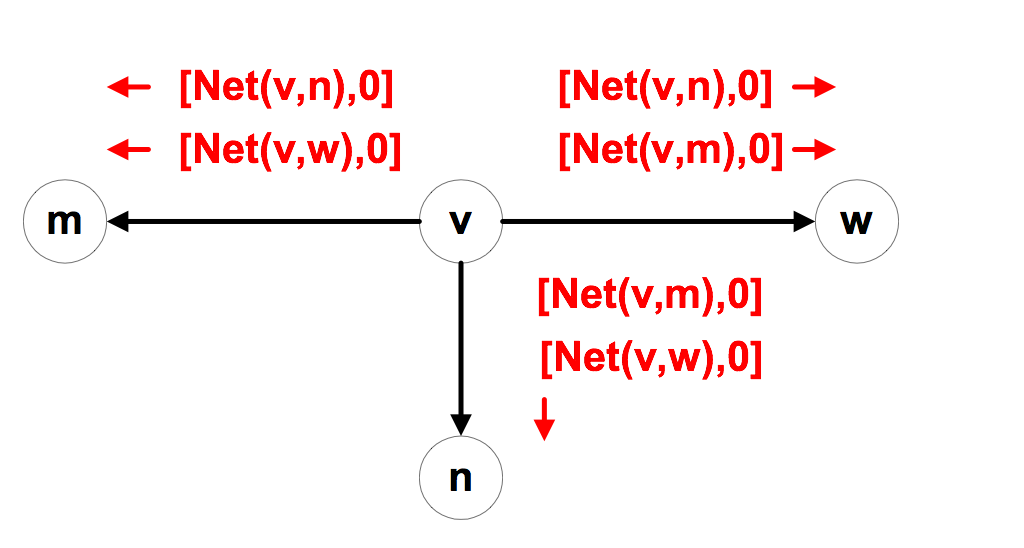 ← [Net(v,n),0] [Net(v,n),0] →
← [Net(v,w),0] [Net(v,m),0] →
m v w
[Net(v,m),0]
[Net(v,w),0]
n